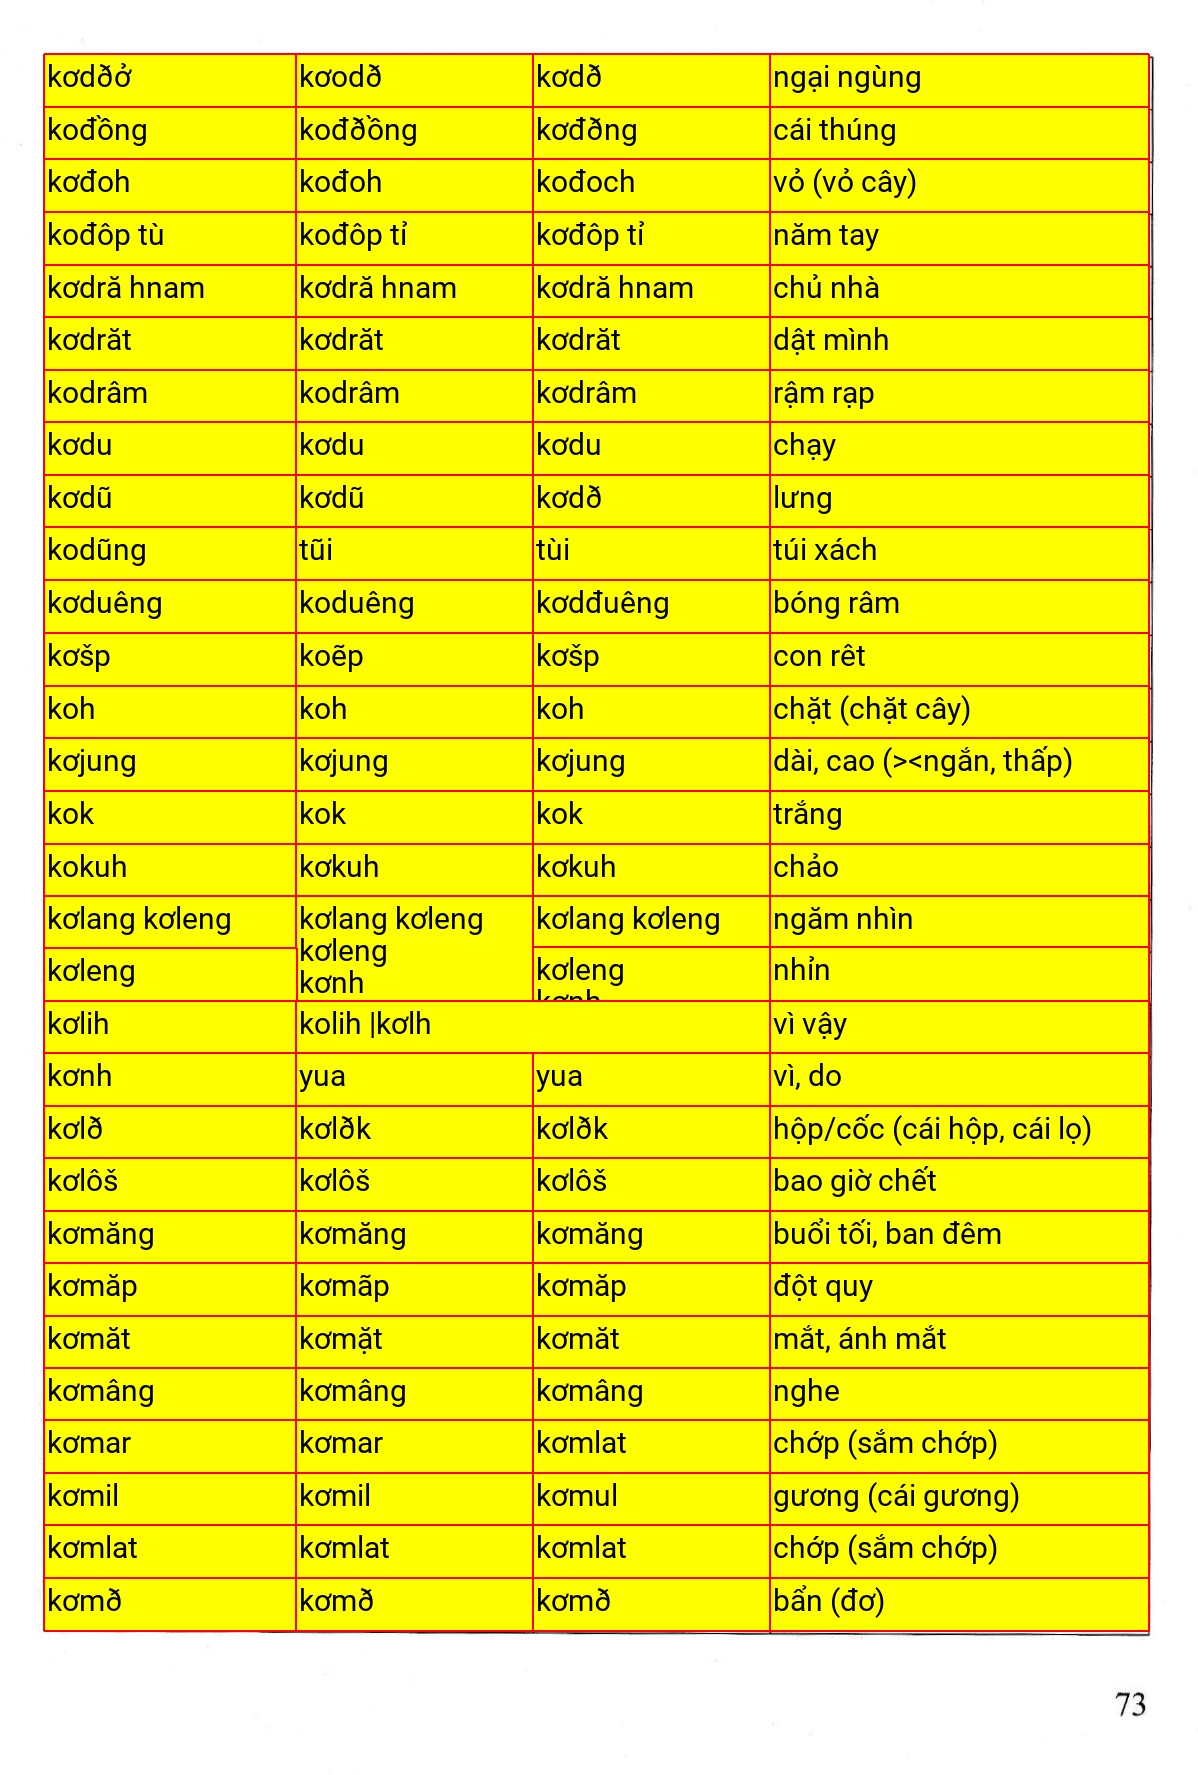 kơdðở kơodð kơdð ngại ngùng
kođồng kođðồng kơđðng cái thúng
kơđoh kođoh kođoch vỏ (vỏ cây)
kođôp tù kođôp tỉ kơđôp tỉ năm tay
kơdră hnam kơdră hnam kơdră hnam chủ nhà
kơdrăt kơdrăt kơdrăt dật mình
kodrâm kodrâm kơdrâm rậm rạp
kơdu kơdu kơdu chạy
kơdũ kơdũ kơdð lưng
kodũng tũi tùi túi xách
kơduêng koduêng kơdđuêng bóng râm
kơšp koẽp kơšp con rêt
koh koh koh chặt (chặt cây)
kơjung kơjung kơjung dài, cao (><ngắn, thấp)
kok kok kok trắng
kokuh kơkuh kơkuh chảo
kơlang kơleng kơlang kơleng kơlang kơleng ngăm nhìn
kơleng
kơleng kơnh kơleng nhỉn
kơlih kolih |kơlh vì vậy
kơnh yua yua vì, do
kơlð kơlðk kơlðk hộp/cốc (cái hộp, cái lọ)
kơlôš kơlôš kơlôš bao giờ chết
kơmăng kơmăng kơmăng buổi tối, ban đêm
kơmăp kơmãp kơmăp đột quy
kơmăt kơmặt kơmăt mắt, ánh mắt
kơmâng kơmâng kơmâng nghe
kơmar kơmar kơmlat chớp (sắm chớp)
kơmil kơmil kơmul gương (cái gương)
kơmlat kơmlat kơmlat chớp (sắm chớp)
kơmð kơmð kơmð bẩn (đơ)
73